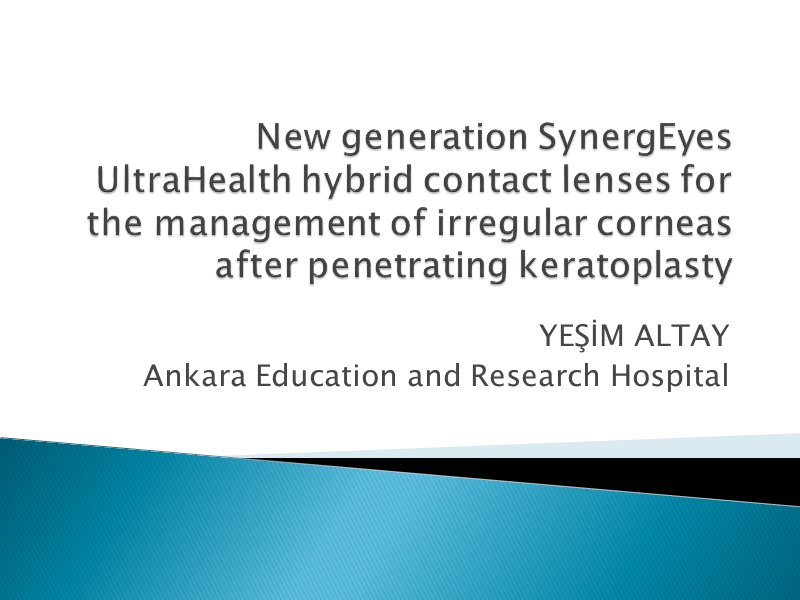 New generation SynergEyes
UltraHealth hybrid contact lenses for
the management of irregular corneas
after penetrating keratoplasty
YEŞİM ALTAY
Ankara Education and Research Hospital